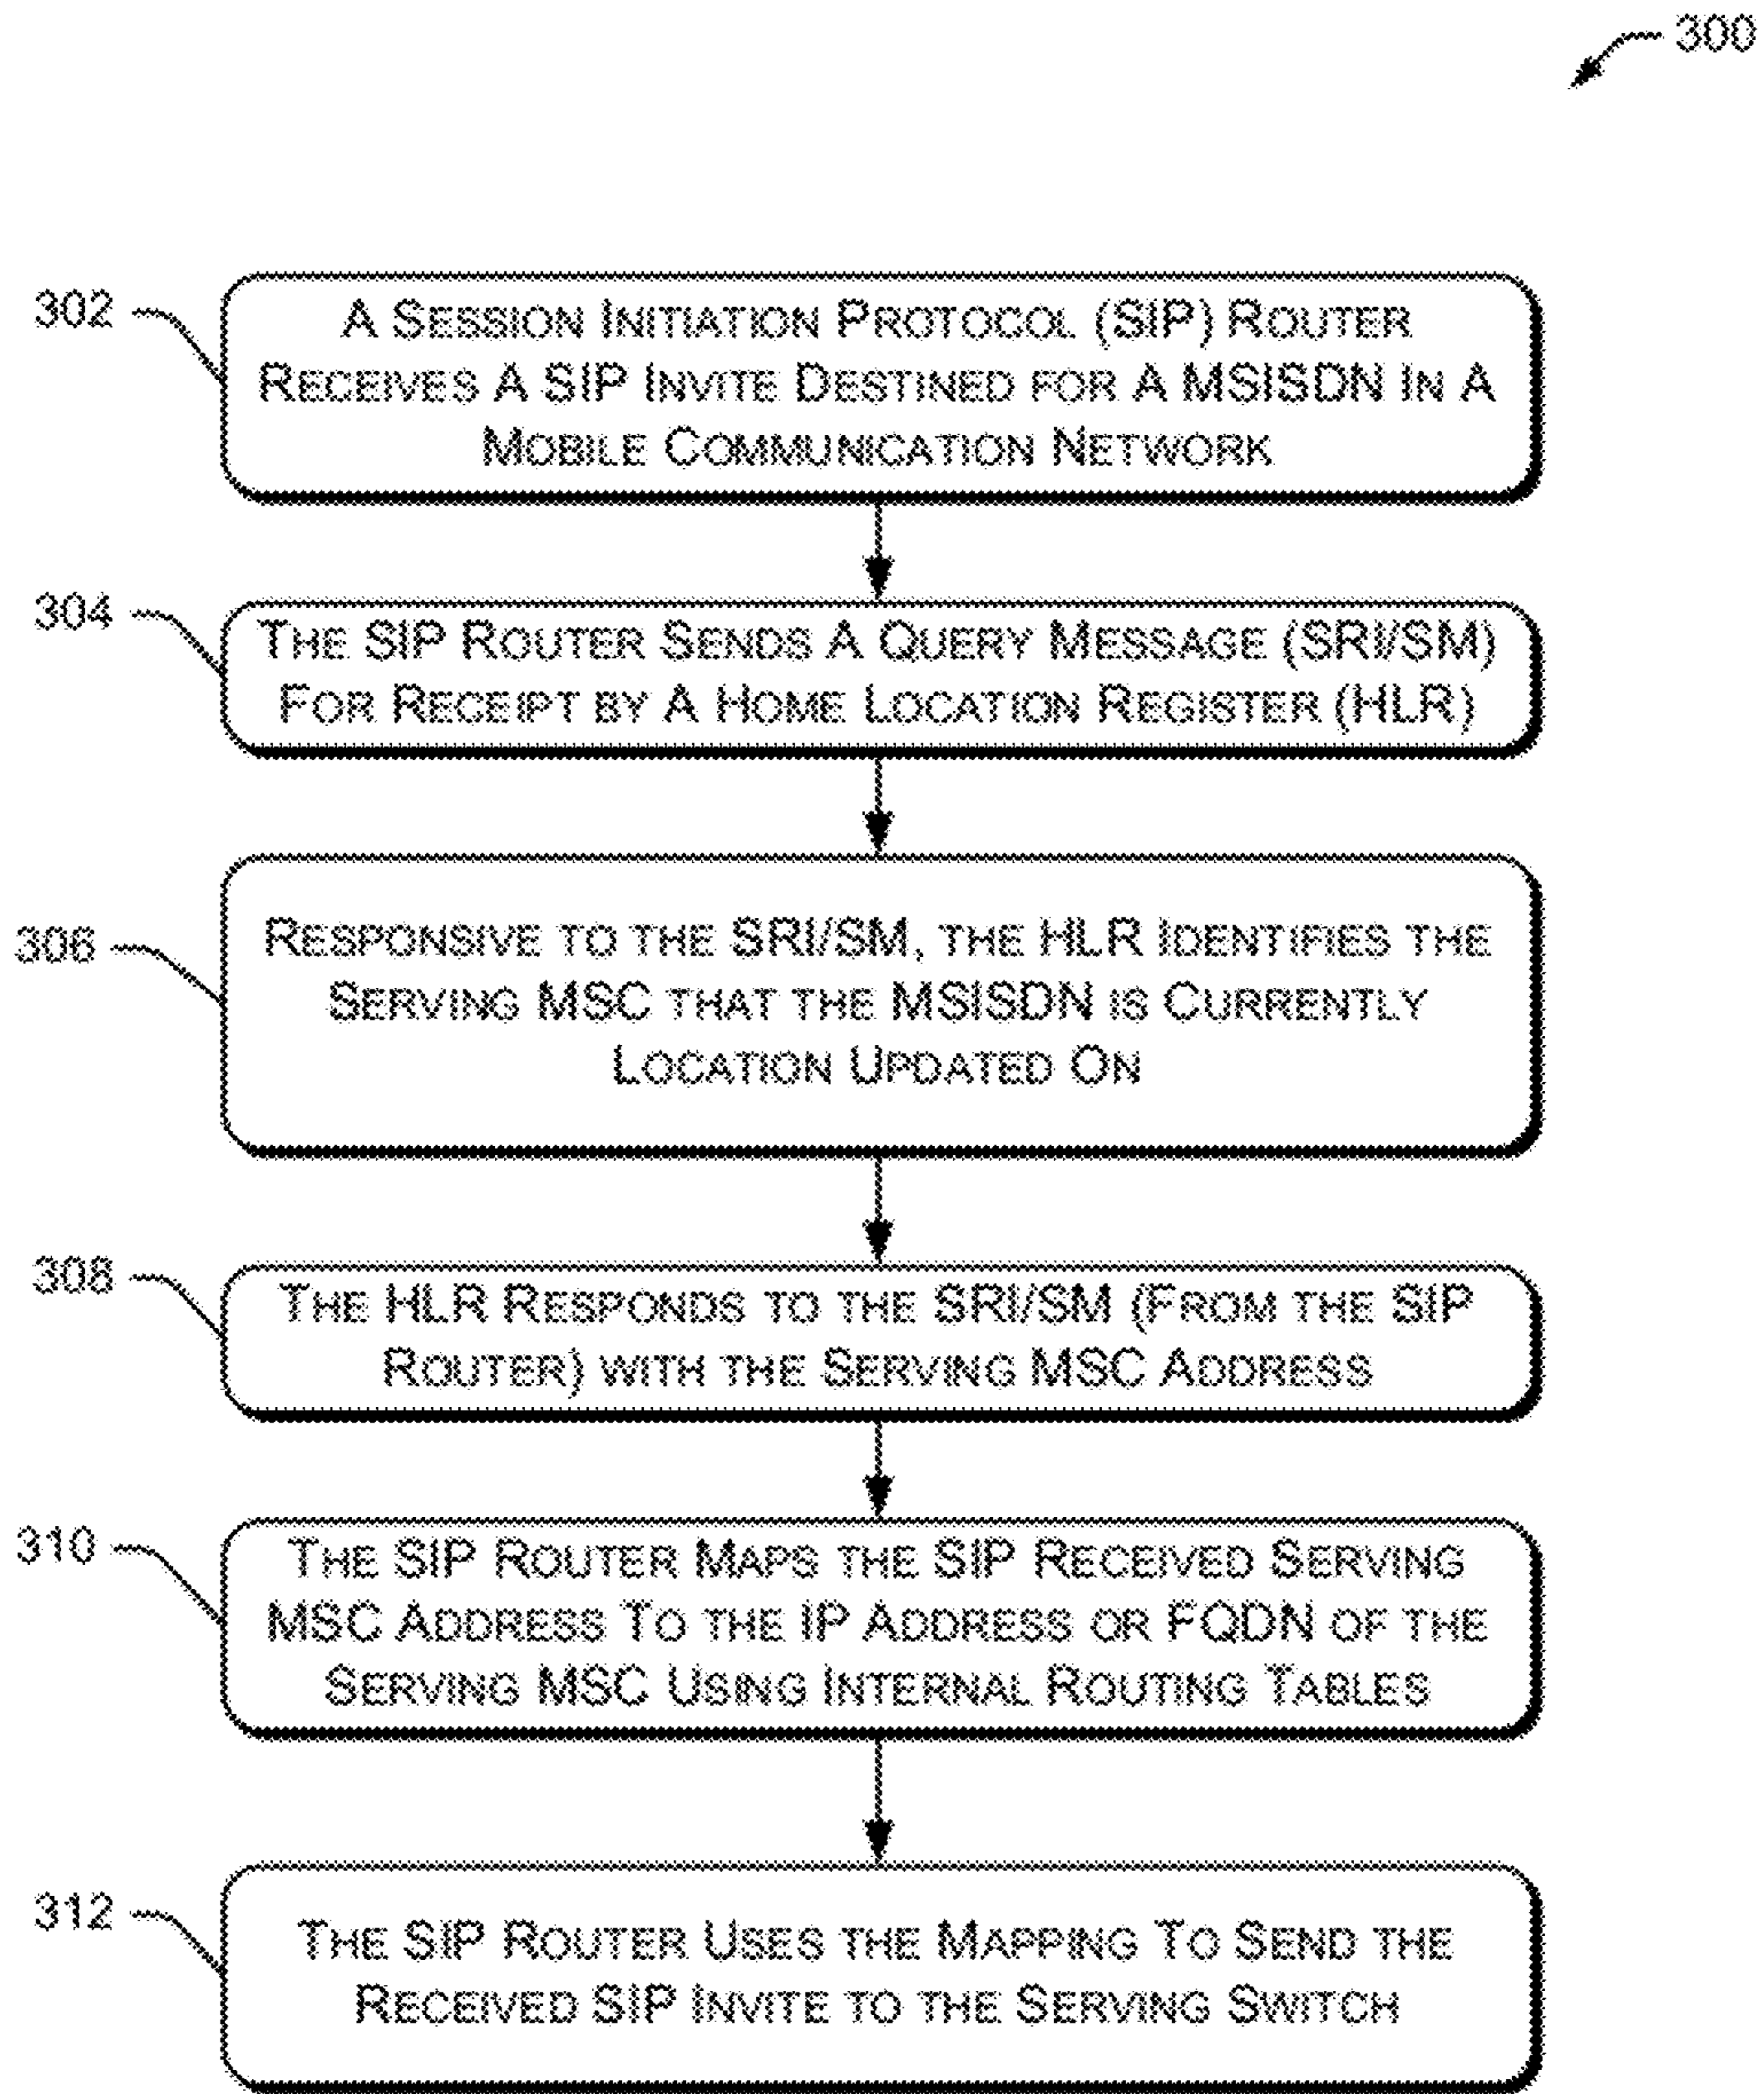 300
302
A SESSION INITIATION PROTOCOL (SIP) ROUTER
RECEIVES A SIP INVITE DESTINED FOR A MSISDN IN A
MOBILE COMMUNICATION NETWORK
304
THE SIP ROUTER SENDS A QUERY MESSAGE (SRI/SM)
FOR RECEIPT BY A HOME LOCATION REGISTER (HLR)
306
RESPONSIVE TO THE SRI/SM, THE HLR IDENTIFIES THE
SERVING MSC THAT THE MSISDN IS CURRENTLY
LOCATION UPDATED ON
308
THE HLR RESPONDS TO THE SRI/SM (FROM THE SIP
ROUTER) WITH THE SERVING MSC ADDRESS
310
THE SIP ROUTER MAPS THE SIP RECEIVED SERVING
MSC ADDRESS TO THE IP ADDRESS OR FQDN OF THE
SERVING MSC USING INTERNAL ROUTING TABLES
312
THE SIP ROUTER USES THE MAPPING TO SEND THE
RECEIVED SIP INVITE TO THE SERVING SWITCH